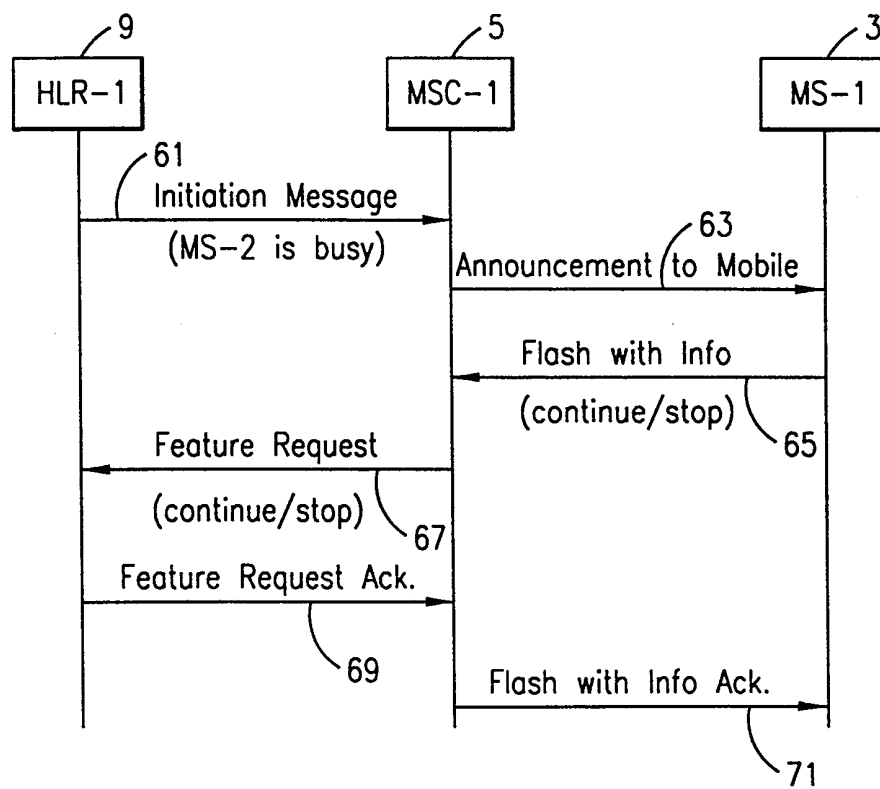 9
5
3
HLR-1
MSC-1
MS-1
61
Initiation Message
(MS-2 is busy)
63
Announcement to Mobile
Flash with Info
(continue/stop)
65
Feature Request
(continue/stop)
67
Feature Request Ack.
69
Flash with Info Ack.
71